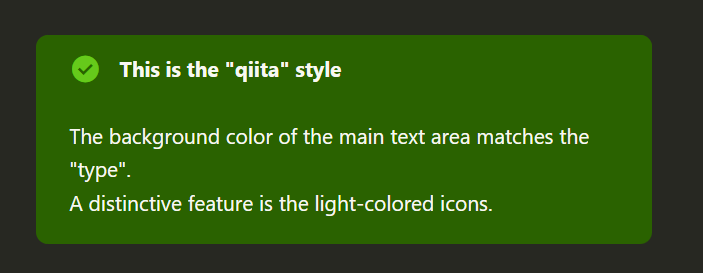 This is the "qiita" style
The background color of the main text area matches the
"type".
A distinctive feature is the light-colored icons.